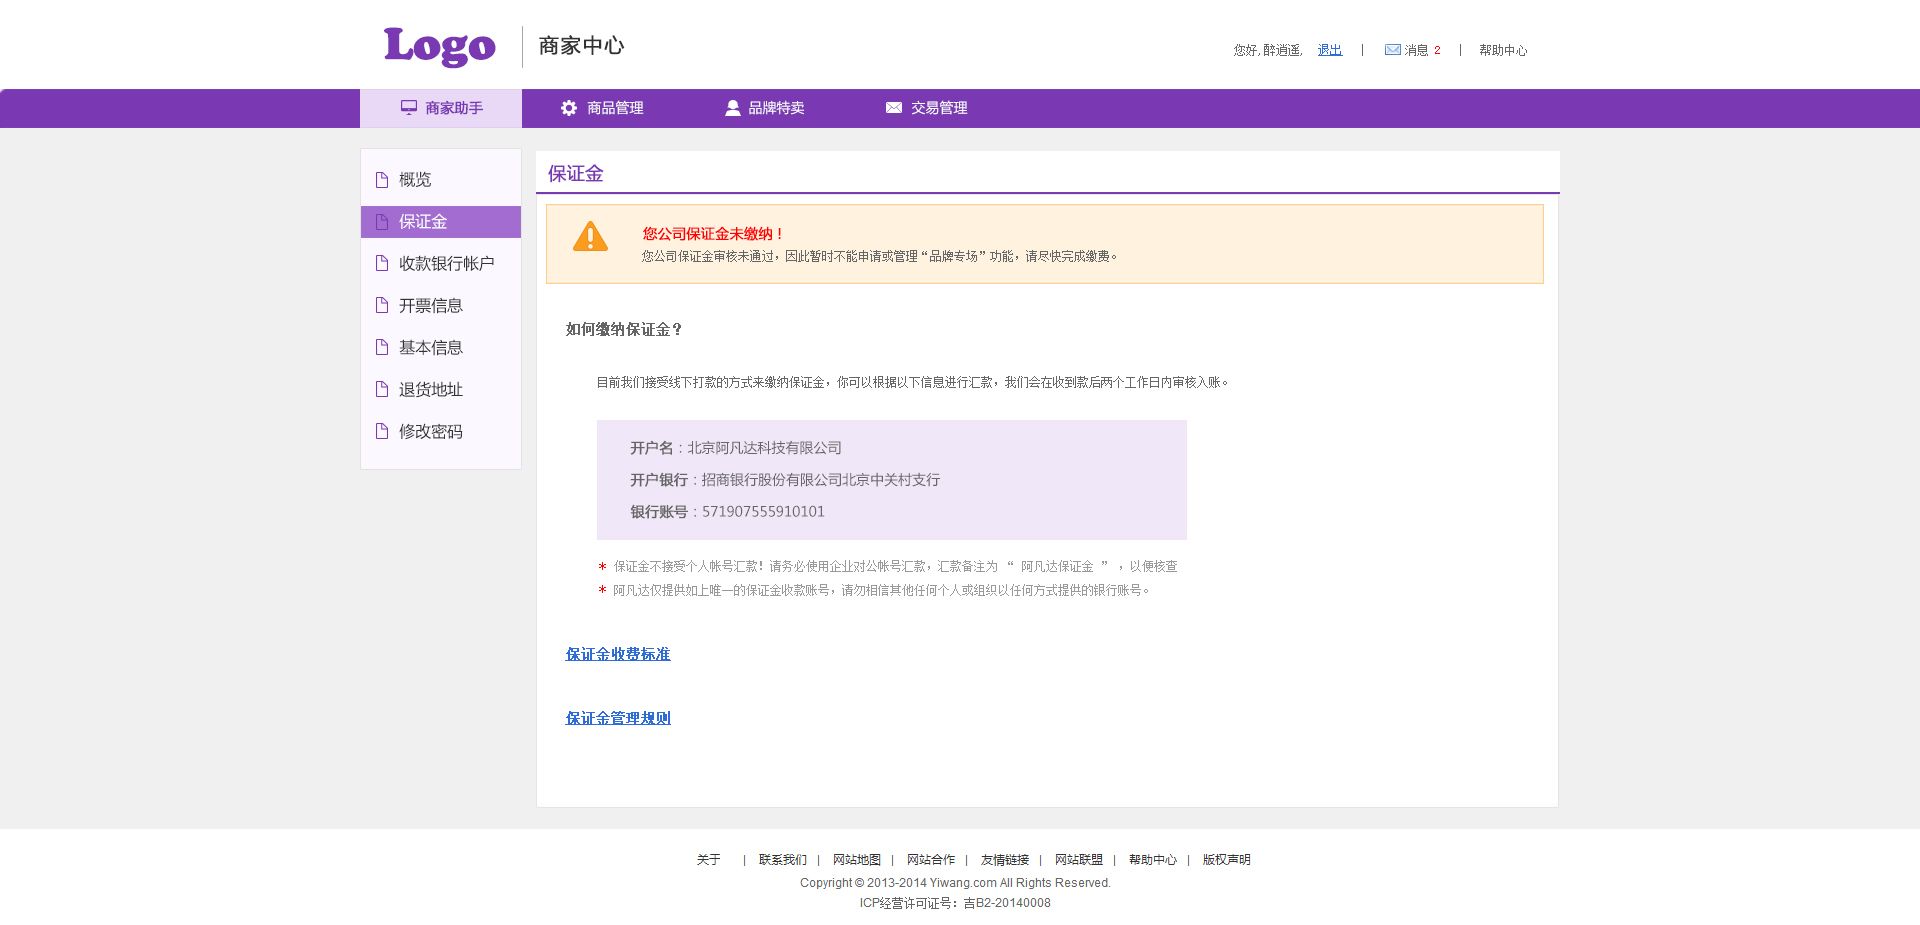 Logo
商家中心
您好, 醉逍遥, 退出 | 消息 2 | 帮助中心
商家助手
商品管理
品牌特卖
交易管理
概览
保证金
收款银行帐户
开票信息
基本信息
退货地址
修改密码
保证金
您公司保证金未缴纳！
您公司保证金审核未通过，因此暂时不能申请或管理“品牌专场”功能，请尽快完成缴费。
如何缴纳保证金？
目前我们接受线下打款的方式来缴纳保证金，你可以根据以下信息进行汇款，我们会在收到款后两个工作日内审核入账。
开户名：北京阿凡达科技有限公司
开户银行：招商银行股份有限公司北京中关村支行
银行账号：571907555910101
* 保证金不接受个人帐号汇款！请务必使用企业对公帐号汇款，汇款备注为 “ 阿凡达保证金 ” ，以便核查
* 阿凡达仅提供如上唯一的保证金收款账号，请勿相信其他任何个人或组织以任何方式提供的银行账号。
保证金收费标准
保证金管理规则
关于 | 联系我们 | 网站地图 | 网站合作 | 友情链接 | 网站联盟 | 帮助中心 | 版权声明
Copyright © 2013-2014 Yiwang.com All Rights Reserved.
ICP经营许可证号：吉B2-20140008